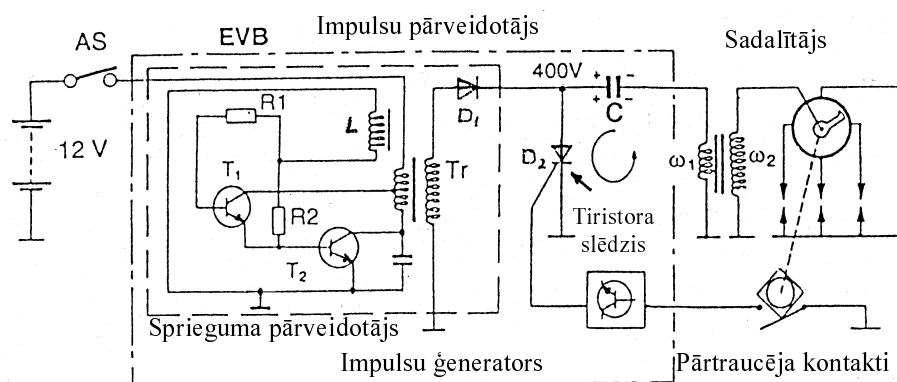 Impulsu pārveidotājs
AS
EVB
Sadalītājs
400V
R1
L
D1
C
12 V
T1
Tr
D2
ω1
ω2
R2
Tiristora
slēdzis
T2
Sprieguma pārveidotājs
Impulsu ģenerators
Pārtraucēja kontakti